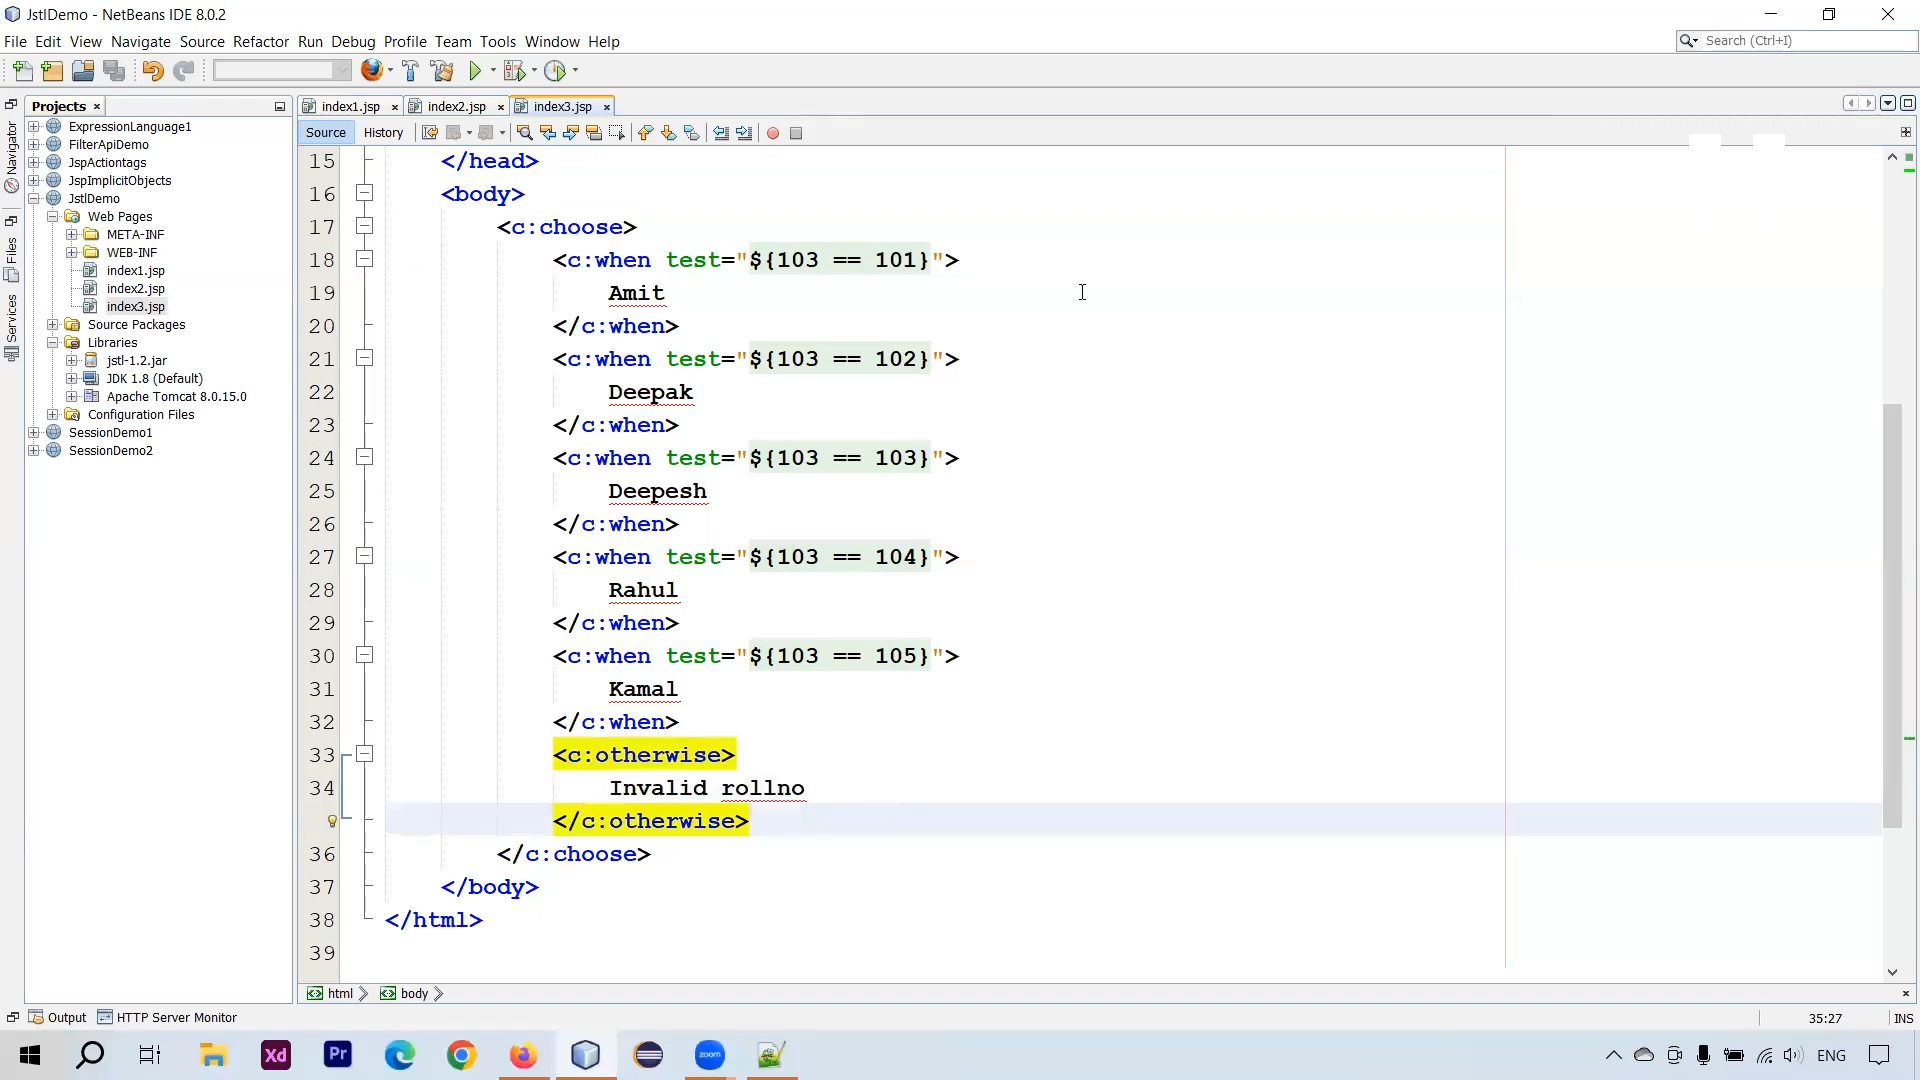 JstlDemo - NetBeans IDE 8.0.2
File Edit View Navigate Source Refactor Run Debug Profile Team Tools Window Help
Search (Ctrl+I)
Projects
index1.jsp
index2.jsp
index3.jsp
Source
History
Navigator
Files
Services
ExpressionLanguage1
FilterApiDemo
JspActiontags
JspImplicitObjects
JstlDemo
Web Pages
META-INF
WEB-INF
index1.jsp
index2.jsp
index3.jsp
Source Packages
Libraries
jstl-1.2.jar
JDK 1.8 (Default)
Apache Tomcat 8.0.15.0
Configuration Files
SessionDemo1
SessionDemo2
15 </head>
16 <body>
17 <c:choose>
18 <c:when test="${103 == 101}">
19 Amit
20 </c:when>
21 <c:when test="${103 == 102}">
22 Deepak
23 </c:when>
24 <c:when test="${103 == 103}">
25 Deepesh
26 </c:when>
27 <c:when test="${103 == 104}">
28 Rahul
29 </c:when>
30 <c:when test="${103 == 105}">
31 Kamal
32 </c:when>
33 <c:otherwise>
34 Invalid rollno
</c:otherwise>
36 </c:choose>
37 </body>
38 </html>
39
html body
Output HTTP Server Monitor
35:27 INS
Xd Pr zoom
ENG